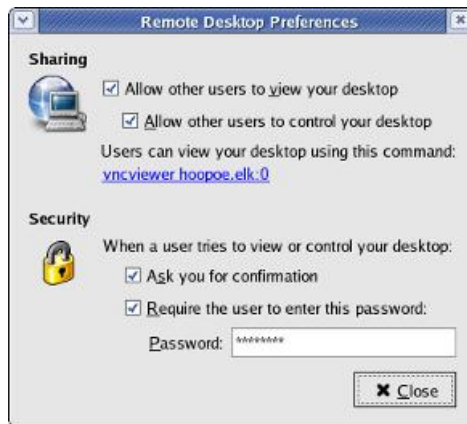 Remote Desktop Preferences
Sharing
Allow other users to view your desktop
Allow other users to control your desktop
Users can view your desktop using this command:
vncviewer hoopoe.elk:0
Security
When a user tries to view or control your desktop:
Ask you for confirmation
Require the user to enter this password:
Password: ********
Close